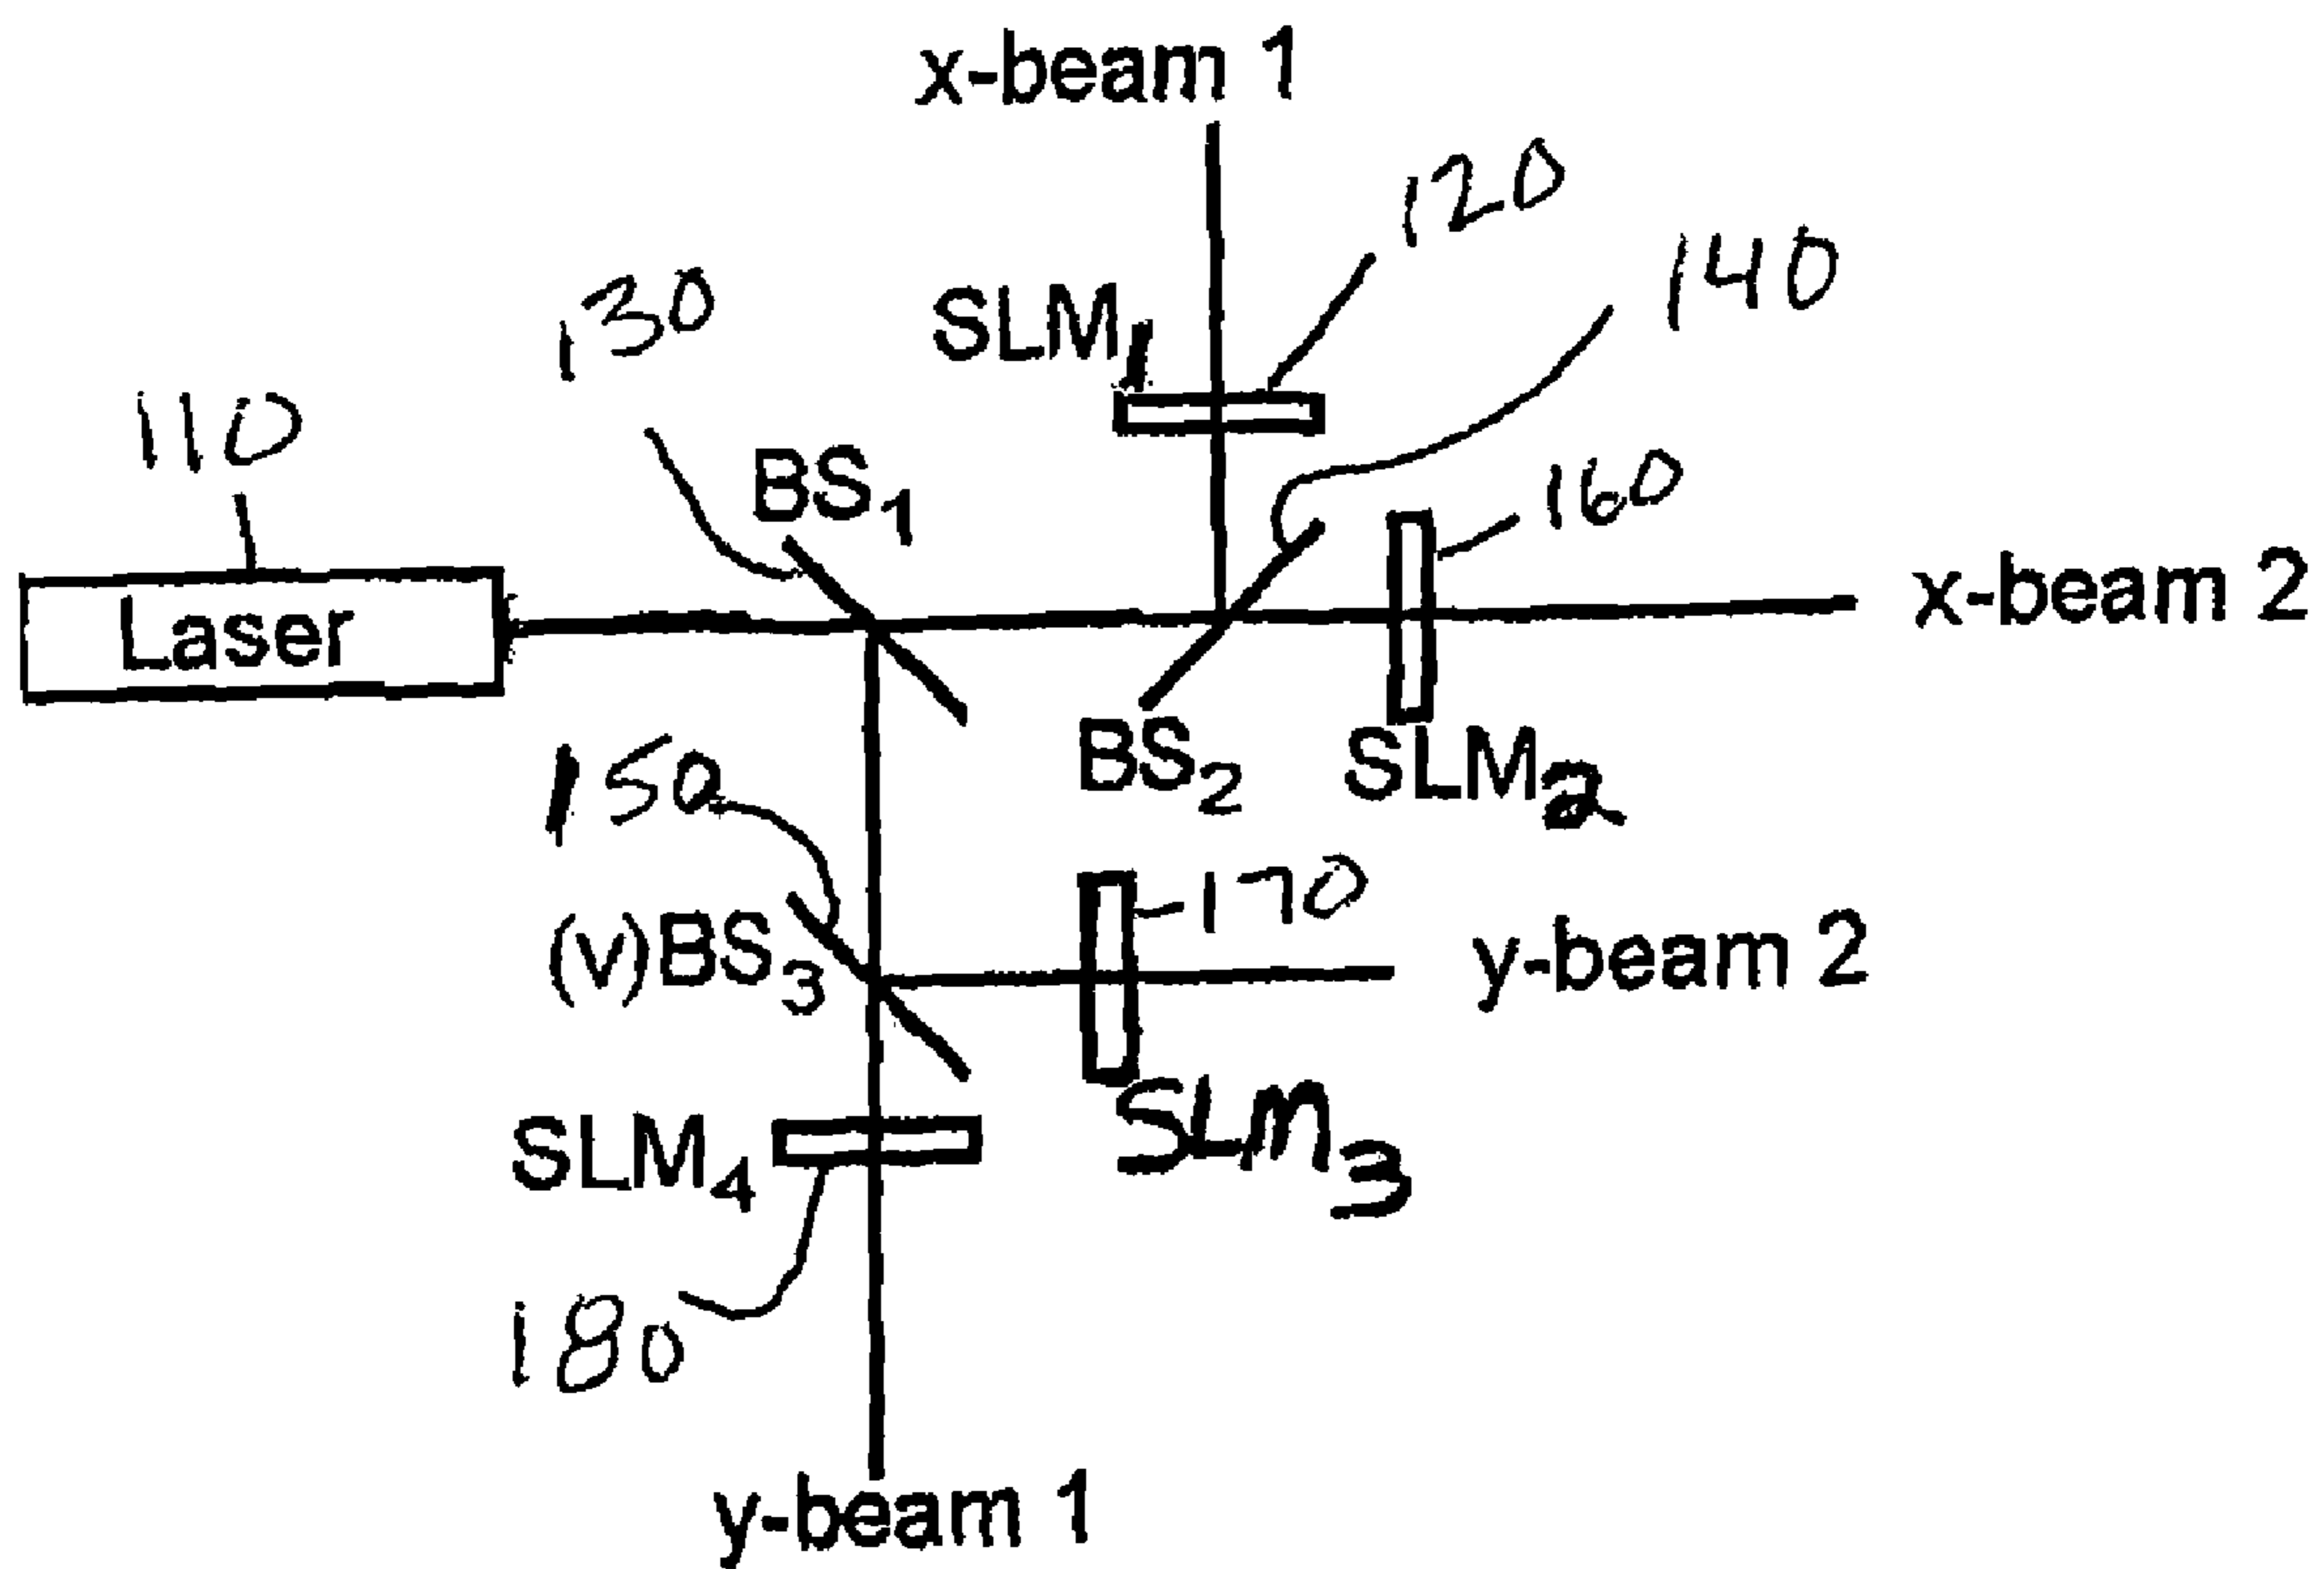 x-beam 1
120
140
130
SLM1
110
BS1
160
Laser
x-beam 2
150
BS2
SLM2
170
(v)BS3
y-beam 2
SLM3
SLM4
180
y-beam 1